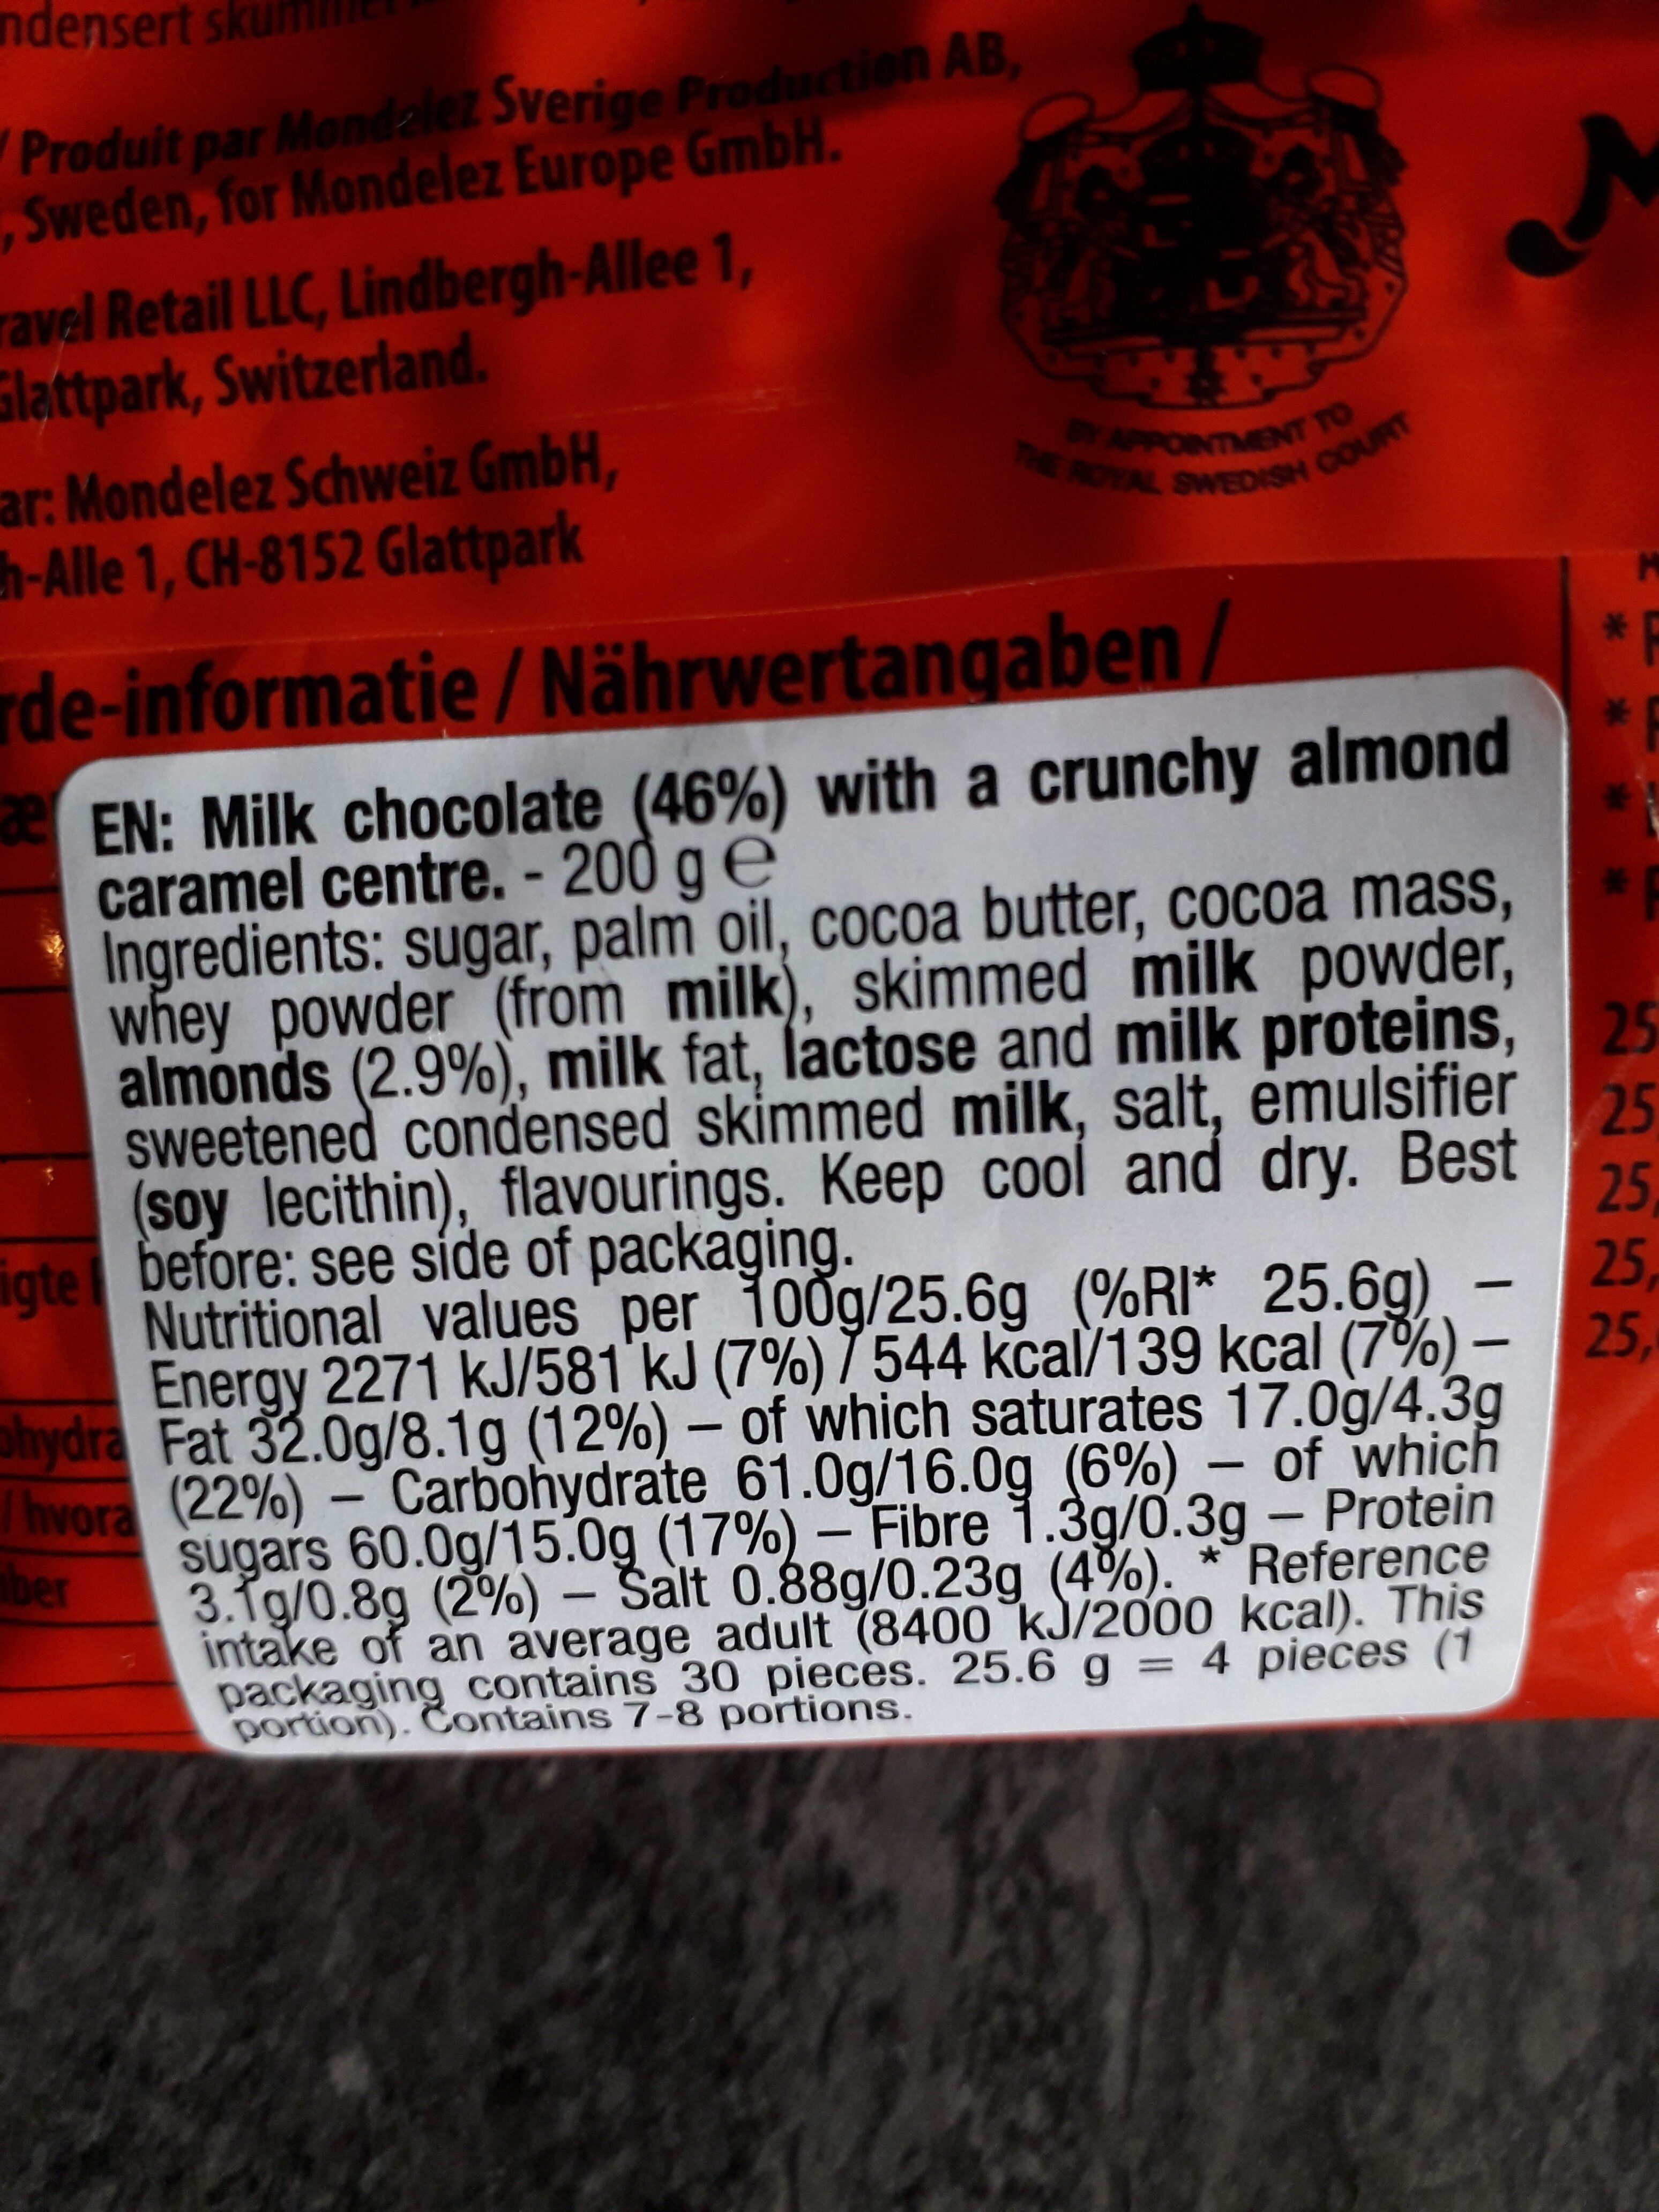 ndensert
/ Produit par Mondelez Sverige Production AB,
, Sweden, for Mondelez Europe GmbH.
ravel Retail LLC, Lindbergh-Allee 1,
Glattpark, Switzerland.
ar: Mondelez Schweiz GmbH,
h-Alle 1, CH-8152 Glattpark
BY APPOINTMENT TO
THE ROYAL SWEDISH COURT
M
rde-informatie / Nährwertangaben /
æ
EN: Milk chocolate (46%) with a crunchy almond
caramel centre. - 200 g e
Ingredients: sugar, palm oil, cocoa butter, cocoa mass,
whey powder (from milk), skimmed milk powder,
almonds (2.9%), milk fat, lactose and milk proteins,
sweetened condensed skimmed milk, salt, emulsifier
(soy lecithin), flavourings. Keep cool and dry. Best
before: see side of packaging.
Nutritional values per 100g/25.6g (%RI* 25.6g) –
Energy 2271 kJ/581 kJ (7%) / 544 kcal/139 kcal (7%) –
Fat 32.0g/8.1g (12%) – of which saturates 17.0g/4.3g
(22%) – Carbohydrate 61.0g/16.0g (6%) – of which
sugars 60.0g/15.0g (17%) – Fibre 1.3g/0.3g – Protein
3.1g/0.8g (2%) – Salt 0.88g/0.23g (4%). * Reference
intake of an average adult (8400 kJ/2000 kcal). This
packaging contains 30 pieces. 25.6 g = 4 pieces (1
portion). Contains 7-8 portions.
igte
ohydra
/ hvora
iber
25
25
25,
25,
25,